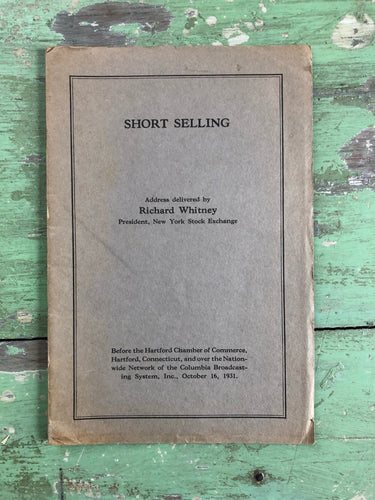 SHORT SELLING
Address delivered by
Richard Whitney
President, New York Stock Exchange
Before the Hartford Chamber of Commerce,
Hartford, Connecticut, and over the Nation-
wide Network of the Columbia Broadcast-
ing System, Inc., October 16, 1931.